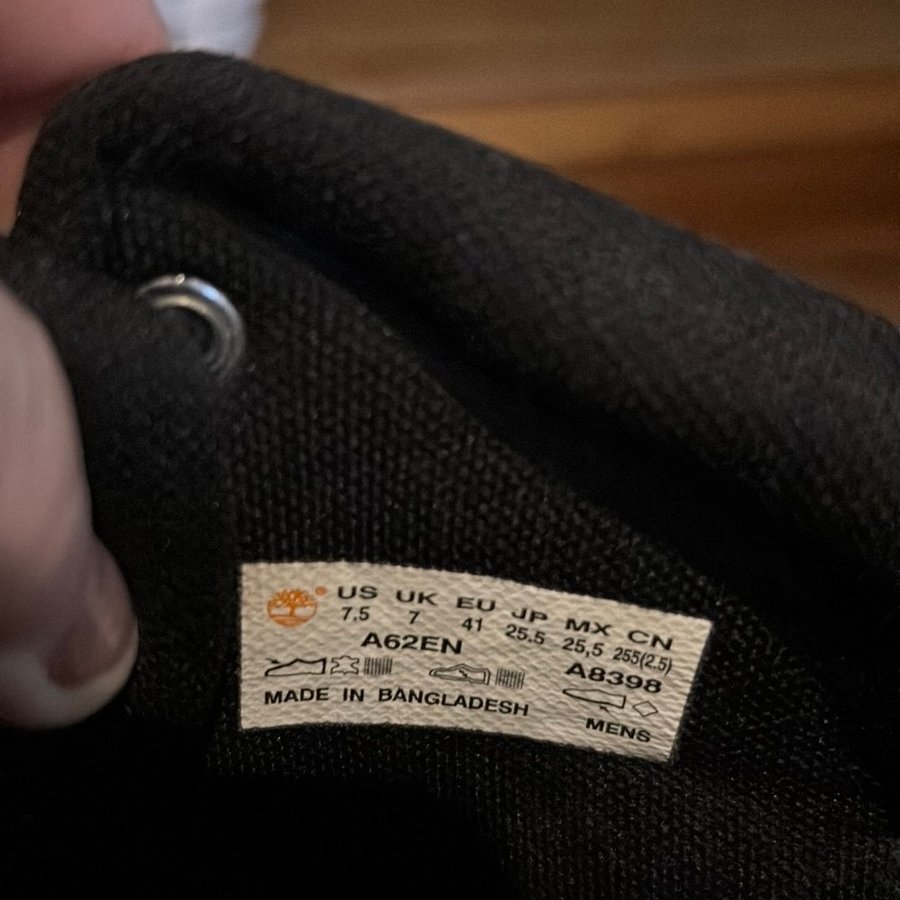 US UK EU JP MX CN
7.5 7 41 25.5 25,5 255(2.5)
A62EN A8398
MADE IN BANGLADESH MENS